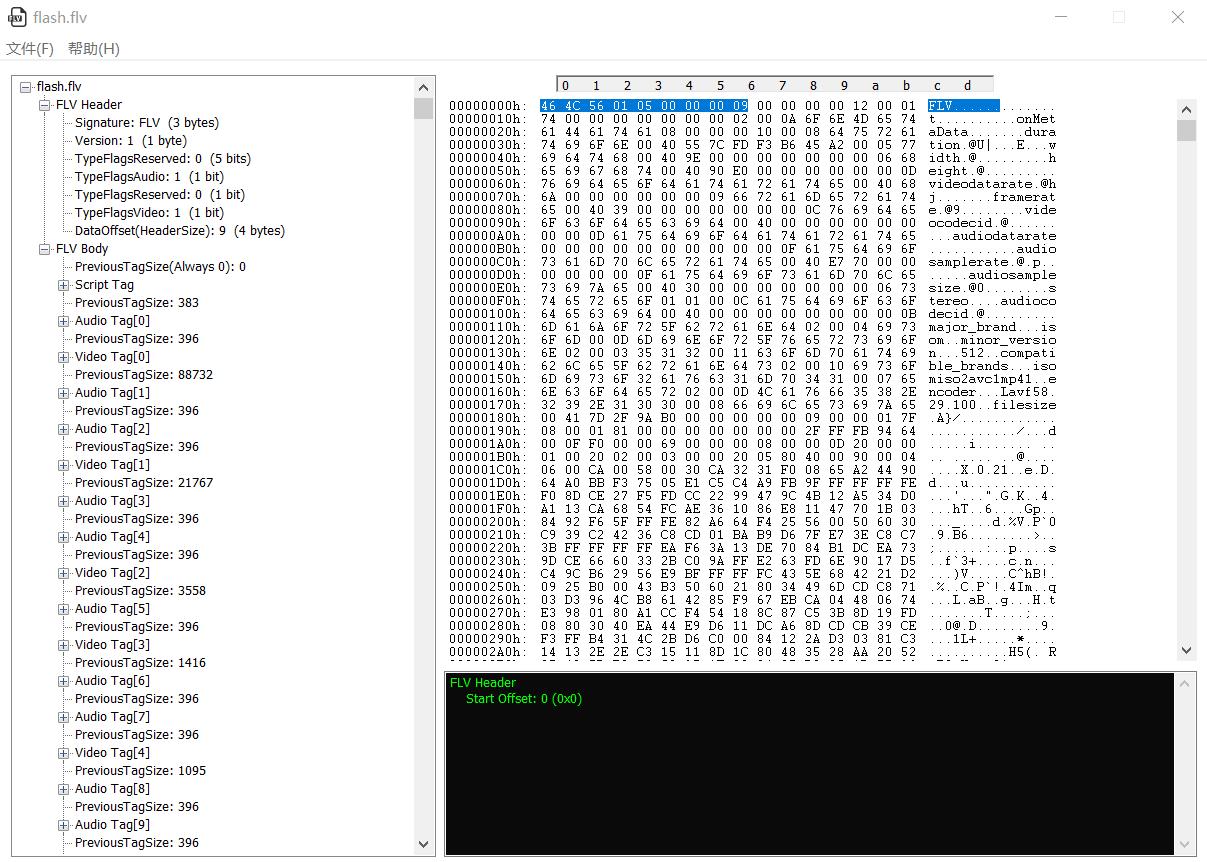 FLV flash.flv
文件(F) 帮助(H)
flash.flv
FLV Header
Signature: FLV (3 bytes)
Version: 1 (1 byte)
TypeFlagsReserved: 0 (5 bits)
TypeFlagsAudio: 1 (1 bit)
TypeFlagsReserved: 0 (1 bit)
TypeFlagsVideo: 1 (1 bit)
DataOffset(HeaderSize): 9 (4 bytes)
FLV Body
PreviousTagSize(Always 0): 0
Script Tag
PreviousTagSize: 383
Audio Tag[0]
PreviousTagSize: 396
Video Tag[0]
PreviousTagSize: 88732
Audio Tag[1]
PreviousTagSize: 396
Audio Tag[2]
PreviousTagSize: 396
Video Tag[1]
PreviousTagSize: 21767
Audio Tag[3]
PreviousTagSize: 396
Audio Tag[4]
PreviousTagSize: 396
Video Tag[2]
PreviousTagSize: 3558
Audio Tag[5]
PreviousTagSize: 396
Video Tag[3]
PreviousTagSize: 1416
Audio Tag[6]
PreviousTagSize: 396
Audio Tag[7]
PreviousTagSize: 396
Video Tag[4]
PreviousTagSize: 1095
Audio Tag[8]
PreviousTagSize: 396
Audio Tag[9]
PreviousTagSize: 396
0 1 2 3 4 5 6 7 8 9 a b c d
00000000h: 46 4C 56 01 05 00 00 00 09 00 00 00 00 12 00 01 FLV.............
00000010h: 74 00 00 00 00 00 00 02 00 0A 6F 6E 4D 65 74 t..........onMet
00000020h: 61 44 61 74 61 08 00 00 00 10 00 08 64 75 72 61 aData.......dura
00000030h: 74 69 6F 6E 00 40 55 7C FD F3 B6 45 A2 00 05 77 tion.@U|...E...w
00000040h: 69 64 74 68 00 40 9E 00 00 00 00 00 00 00 06 68 idth.@.........h
00000050h: 65 69 67 68 74 00 40 90 E0 00 00 00 00 00 00 0D eight.@.........
00000060h: 76 69 64 65 6F 64 61 74 61 72 61 74 65 00 40 68 videodatarate.@h
00000070h: 6A 00 00 00 00 00 00 09 66 72 61 6D 65 72 61 74 j.......framerat
00000080h: 65 00 40 39 00 00 00 00 00 00 00 0C 76 69 64 65 e.@9........vide
00000090h: 6F 63 6F 64 65 63 69 64 00 40 00 00 00 00 00 00 ocodecid.@......
000000A0h: 00 00 0D 61 75 64 69 6F 64 61 74 61 72 61 74 65 ...audiodatarate
000000B0h: 00 00 00 00 00 00 00 00 00 00 0F 61 75 64 69 6F ...........audio
000000C0h: 73 61 6D 70 6C 65 72 61 74 65 00 40 E7 70 00 00 samplerate.@.p..
000000D0h: 00 00 00 00 0F 61 75 64 69 6F 73 61 6D 70 6C 65 .....audiosample
000000E0h: 73 69 7A 65 00 40 30 00 00 00 00 00 00 00 06 73 size.@0........s
000000F0h: 74 65 72 65 6F 01 01 00 0C 61 75 64 69 6F 63 6F tereo....audioco
00000100h: 64 65 63 69 64 00 40 00 00 00 00 00 00 00 00 0B decid.@.........
00000110h: 6D 61 6A 6F 72 5F 62 72 61 6E 64 02 00 04 69 73 major_brand...is
00000120h: 6F 6D 00 0D 6D 69 6E 6F 72 5F 76 65 72 73 69 6F om..minor_versio
00000130h: 6E 02 00 03 35 31 32 00 11 63 6F 6D 70 61 74 69 n...512..compati
00000140h: 62 6C 65 5F 62 72 61 6E 64 73 02 00 10 69 73 6F ble_brands...iso
00000150h: 6D 69 73 6F 32 61 76 63 31 6D 70 34 31 00 07 65 miso2avc1mp41..e
00000160h: 6E 63 6F 64 65 72 02 00 0D 4C 61 76 66 35 38 2E ncoder...Lavf58.
00000170h: 32 39 2E 31 30 30 00 08 66 69 6C 65 73 69 7A 65 29.100..filesize
00000180h: 00 41 7D 2F 9A B0 00 00 00 00 00 09 00 00 01 7F .A}/............
00000190h: 08 00 01 81 00 00 00 00 00 00 00 2F FF FB 94 64 .........../...d
000001A0h: 00 0F F0 00 00 69 00 00 00 08 00 00 0D 20 00 00 .....i....... ..
000001B0h: 01 00 20 02 00 03 00 00 20 05 80 40 00 90 00 04
000001C0h: 06 00 CA 00 58 00 30 CA 32 31 F0 08 65 A2 44 90 ....X.0.21..e.D.
000001D0h: 64 A0 BB F3 75 05 E1 C5 C4 A9 FB 9F FF FF FF FE d...u...........
000001E0h: F0 8D CE 27 F5 FD CC 22 99 47 9C 4B 12 A5 34 D0 ...'...".G.K..4.
000001F0h: A1 13 CA 68 54 FC AE 36 10 86 E8 11 47 70 1B 03 ...hT..6....Gp..
00000200h: 84 92 F6 5F FF FE 82 A6 64 F4 25 56 00 50 60 30 ..._....d.%V.P`0
00000210h: C9 39 C2 42 36 C8 CD 01 BA B9 D6 7F E7 3E C8 C7
00000220h: 3B FF FF FF FF EA F6 3A 13 DE 70 84 B1 DC EA 73
00000230h: 9D CE 66 60 33 2B C0 9A FF E2 63 FD 6E 90 17 D5 ..f`3+....c.n...
00000240h: C4 9C B6 29 56 E9 BF FF FF FC 43 5E 68 42 21 D2 ...)V.....C^hB!.
00000250h: 09 25 B0 00 43 B3 50 60 21 80 34 49 6D CD C8 71 .%..C.P`!.4Im..q
00000260h: 03 D3 96 4C B8 61 42 85 F9 67 EB CA 04 48 06 74 ...L.aB..g...H.t
00000270h: E3 98 01 80 A1 CC F4 54 18 8C 87 C5 3B 8D 19 FD .......T....;...
00000280h: 08 80 30 40 EA 44 E9 D6 11 DC A6 8D CD CB 39 CE ..0@.D........9.
00000290h: F3 FF B4 31 4C 2B D6 C0 00 84 12 2A D3 03 81 C3 ...1L+.....*....
000002A0h: 14 13 2E 2E C3 15 11 8D 1C 80 48 35 28 AA 20 52 ..........H5(. R
FLV Header
Start Offset: 0 (0x0)